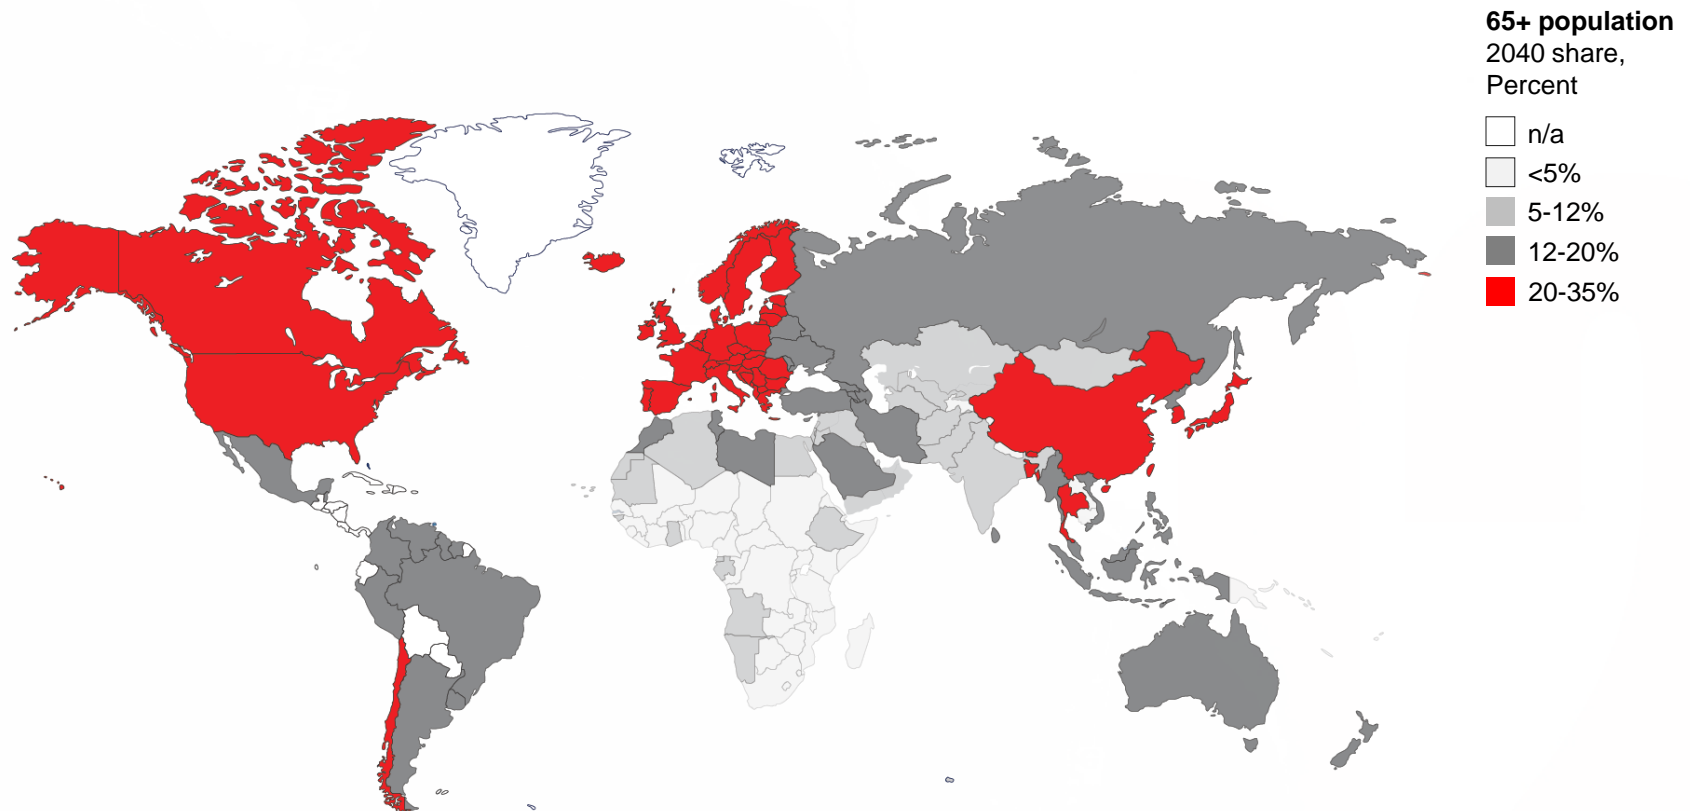 65+ population
2040 share,
Percent
n/a
<5%
5-12%
12-20%
20-35%